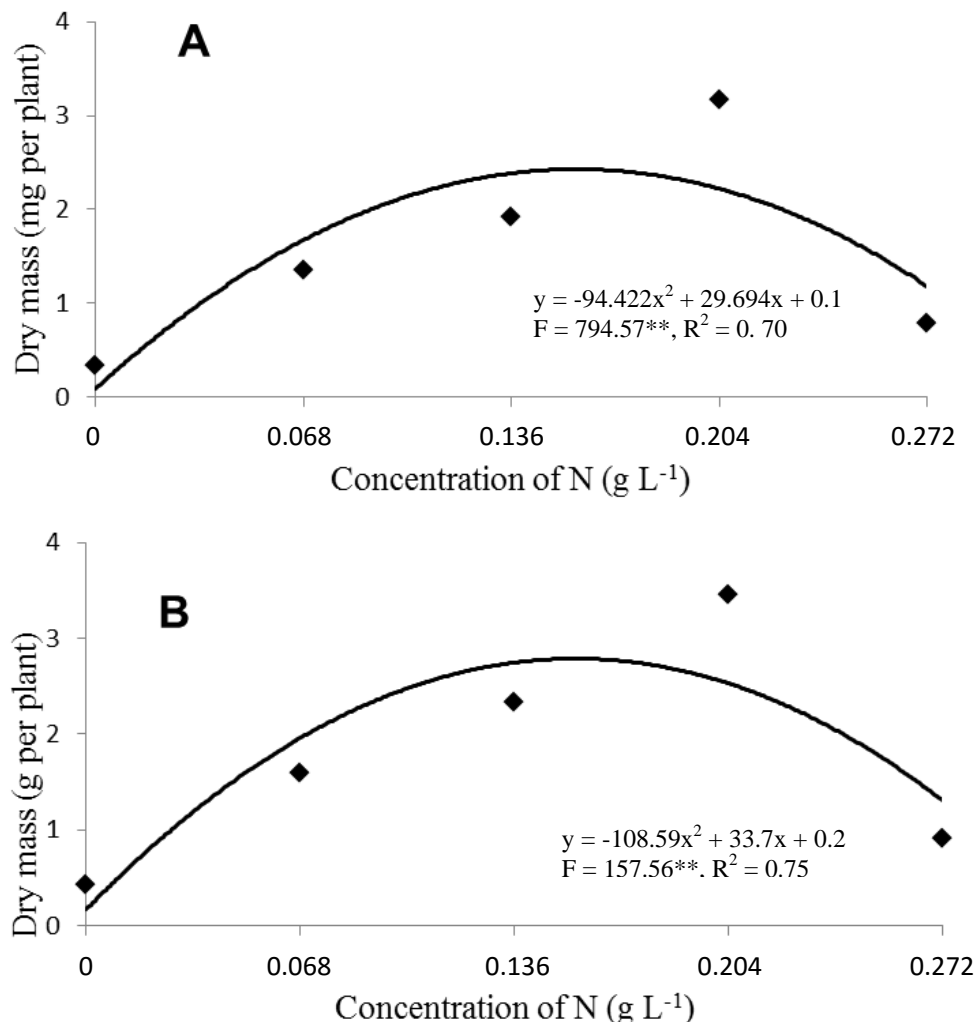 A
Dry mass (mg per plant)
4
3
2
1
0
y = -94.422x² + 29.694x + 0.1
F = 794.57**, R² = 0. 70
0 0.068 0.136 0.204 0.272
Concentration of N (g L⁻¹)
B
Dry mass (g per plant)
4
3
2
1
0
y = -108.59x² + 33.7x + 0.2
F = 157.56**, R² = 0.75
0 0.068 0.136 0.204 0.272
Concentration of N (g L⁻¹)